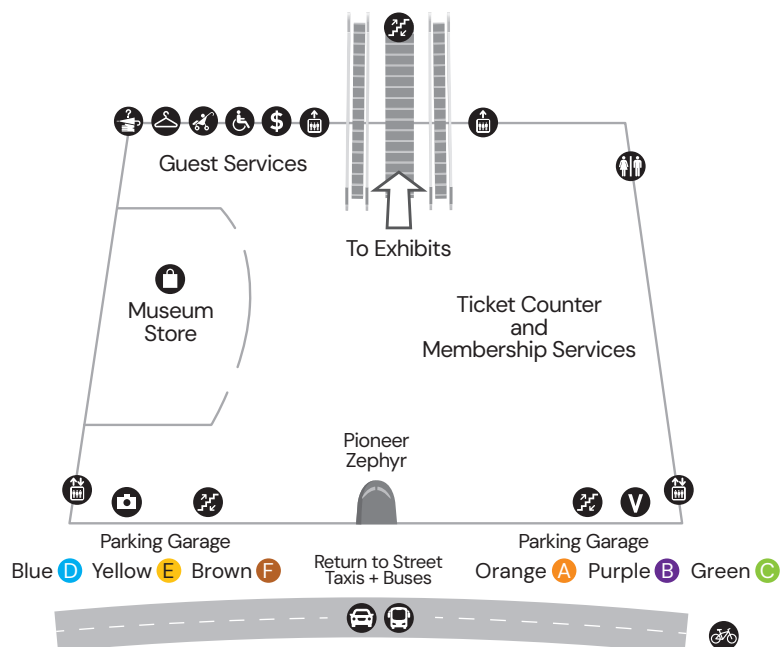 ?
$
Guest Services
To Exhibits
Museum
Store
Ticket Counter
and
Membership Services
Pioneer
Zephyr
V
Parking Garage
Blue D Yellow E Brown F
Return to Street
Taxis + Buses
Parking Garage
Orange A Purple B Green C